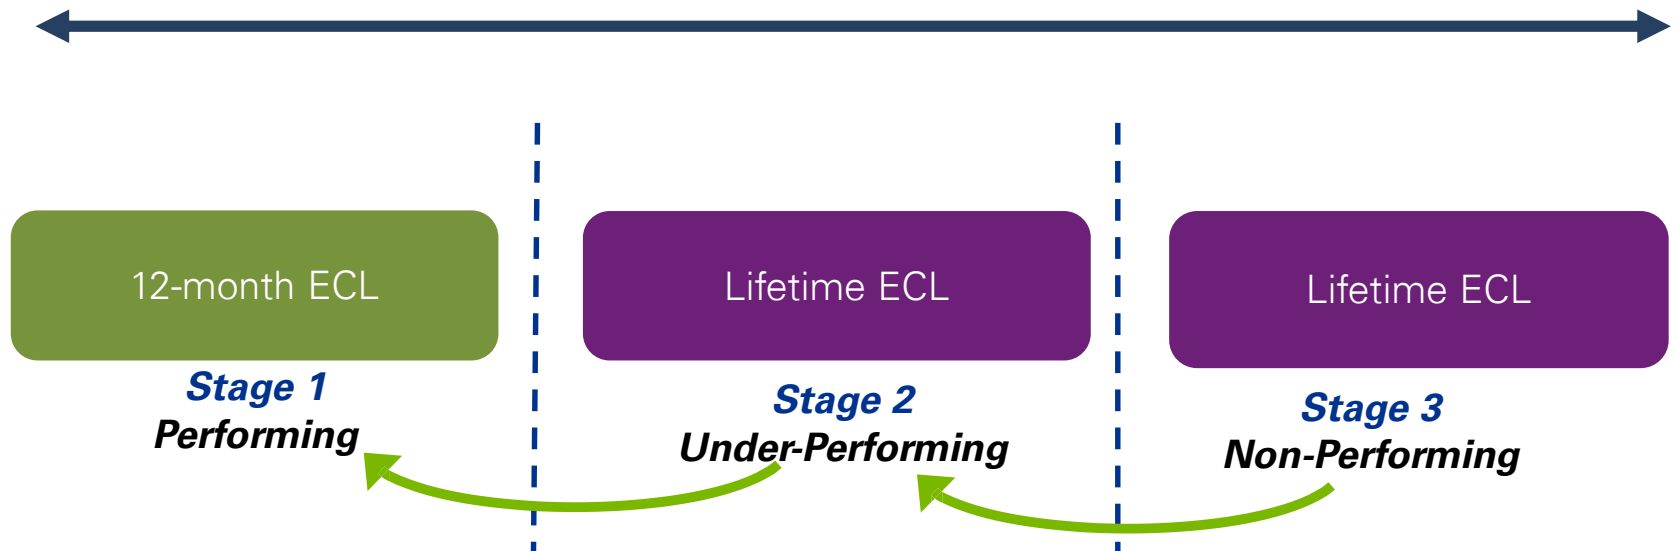 12-month ECL
Lifetime ECL
Lifetime ECL
Stage 1
Performing
Stage 2
Under-Performing
Stage 3
Non-Performing